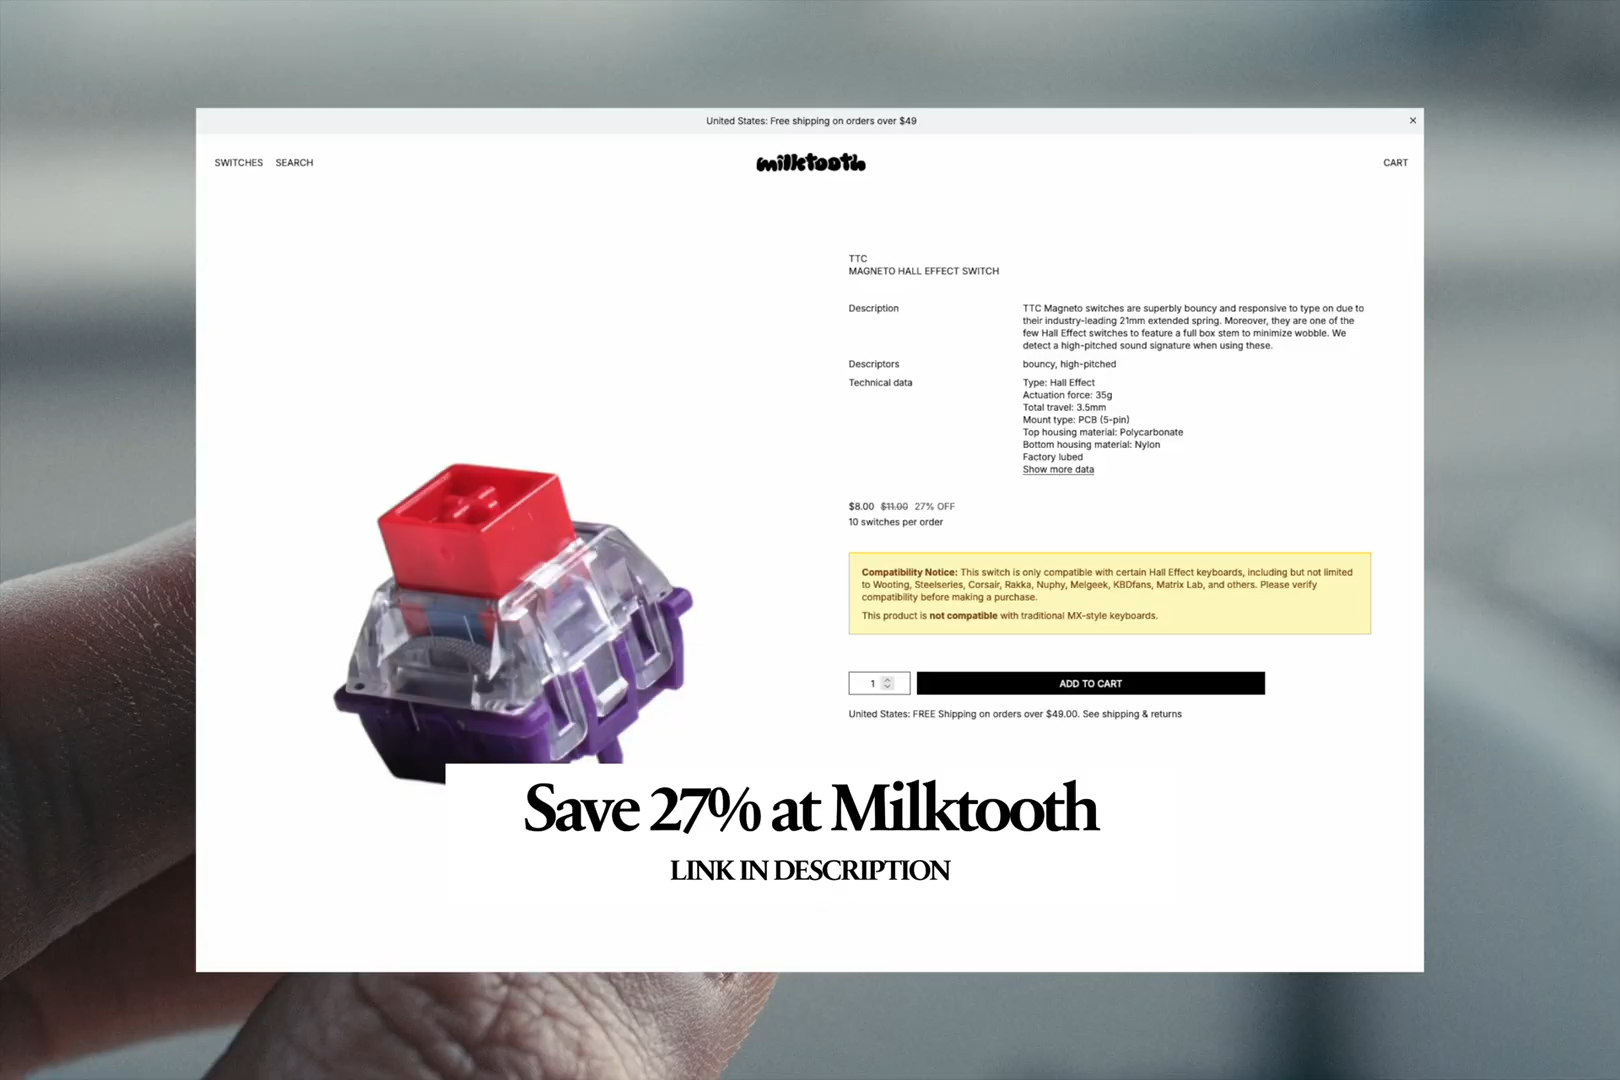 United States: Free shipping on orders over $49
×
SWITCHES SEARCH
milktooth
CART
TTC
MAGNETO HALL EFFECT SWITCH
Description
TTC Magneto switches are superbly bouncy and responsive to type on due to
their industry-leading 21mm extended spring. Moreover, they are one of the
few Hall Effect switches to feature a full box stem to minimize wobble. We
detect a high-pitched sound signature when using these.
Descriptors
bouncy, high-pitched
Technical data
Type: Hall Effect
Actuation force: 35g
Total travel: 3.5mm
Mount type: PCB (5-pin)
Top housing material: Polycarbonate
Bottom housing material: Nylon
Factory lubed
Show more data
$8.00 $11.00 27% OFF
10 switches per order
Compatibility Notice: This switch is only compatible with certain Hall Effect keyboards, including but not limited
to Wooting, Steelseries, Corsair, Rakka, Nuphy, Melgeek, KBDfans, Matrix Lab, and others. Please verify
compatibility before making a purchase.
This product is not compatible with traditional MX-style keyboards.
1
ADD TO CART
United States: FREE Shipping on orders over $49.00. See shipping & returns
Save 27% at Milktooth
LINK IN DESCRIPTION